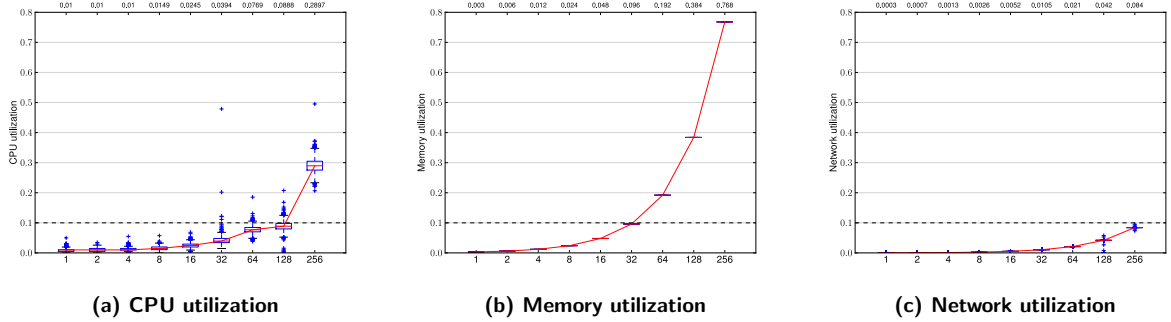 0.01 0.01 0.01 0.0149 0.0245 0.0394 0.0769 0.0888 0.2897
0.8
0.7
0.6
0.5
0.4
0.3
0.2
0.1
0.0
CPU utilization
1 2 4 8 16 32 64 128 256
(a) CPU utilization
0.003 0.006 0.012 0.024 0.048 0.096 0.192 0.384 0.768
0.8
0.7
0.6
0.5
0.4
0.3
0.2
0.1
0.0
Memory utilization
1 2 4 8 16 32 64 128 256
(b) Memory utilization
0.0003 0.0007 0.0013 0.0026 0.0052 0.0105 0.021 0.042 0.084
0.8
0.7
0.6
0.5
0.4
0.3
0.2
0.1
0.0
Network utilization
1 2 4 8 16 32 64 128 256
(c) Network utilization